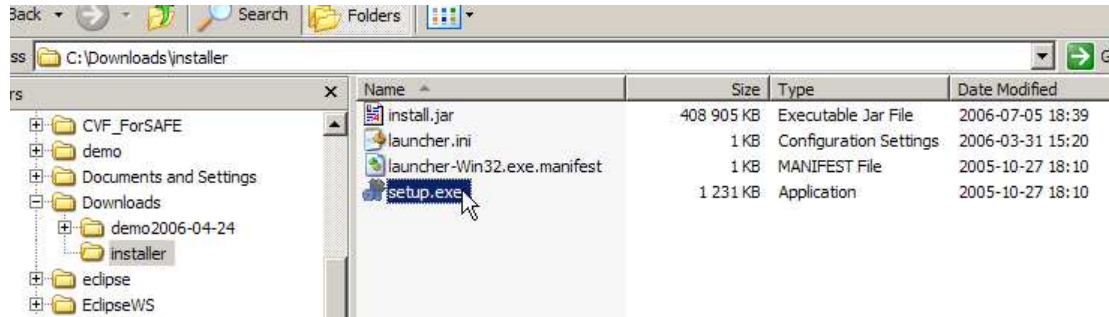 Back Search Folders
ss C:\Downloads\installer G
rs × Name Size Type Date Modified
CVF_ForSAFE
demo
Documents and Settings
Downloads
demo2006-04-24
installer
eclipse
EclipseWS
install.jar 408 905 KB Executable Jar File 2006-07-05 18:39
launcher.ini 1 KB Configuration Settings 2006-03-31 15:20
launcher-Win32.exe.manifest 1 KB MANIFEST File 2005-10-27 18:10
setup.exe 1 231 KB Application 2005-10-27 18:10